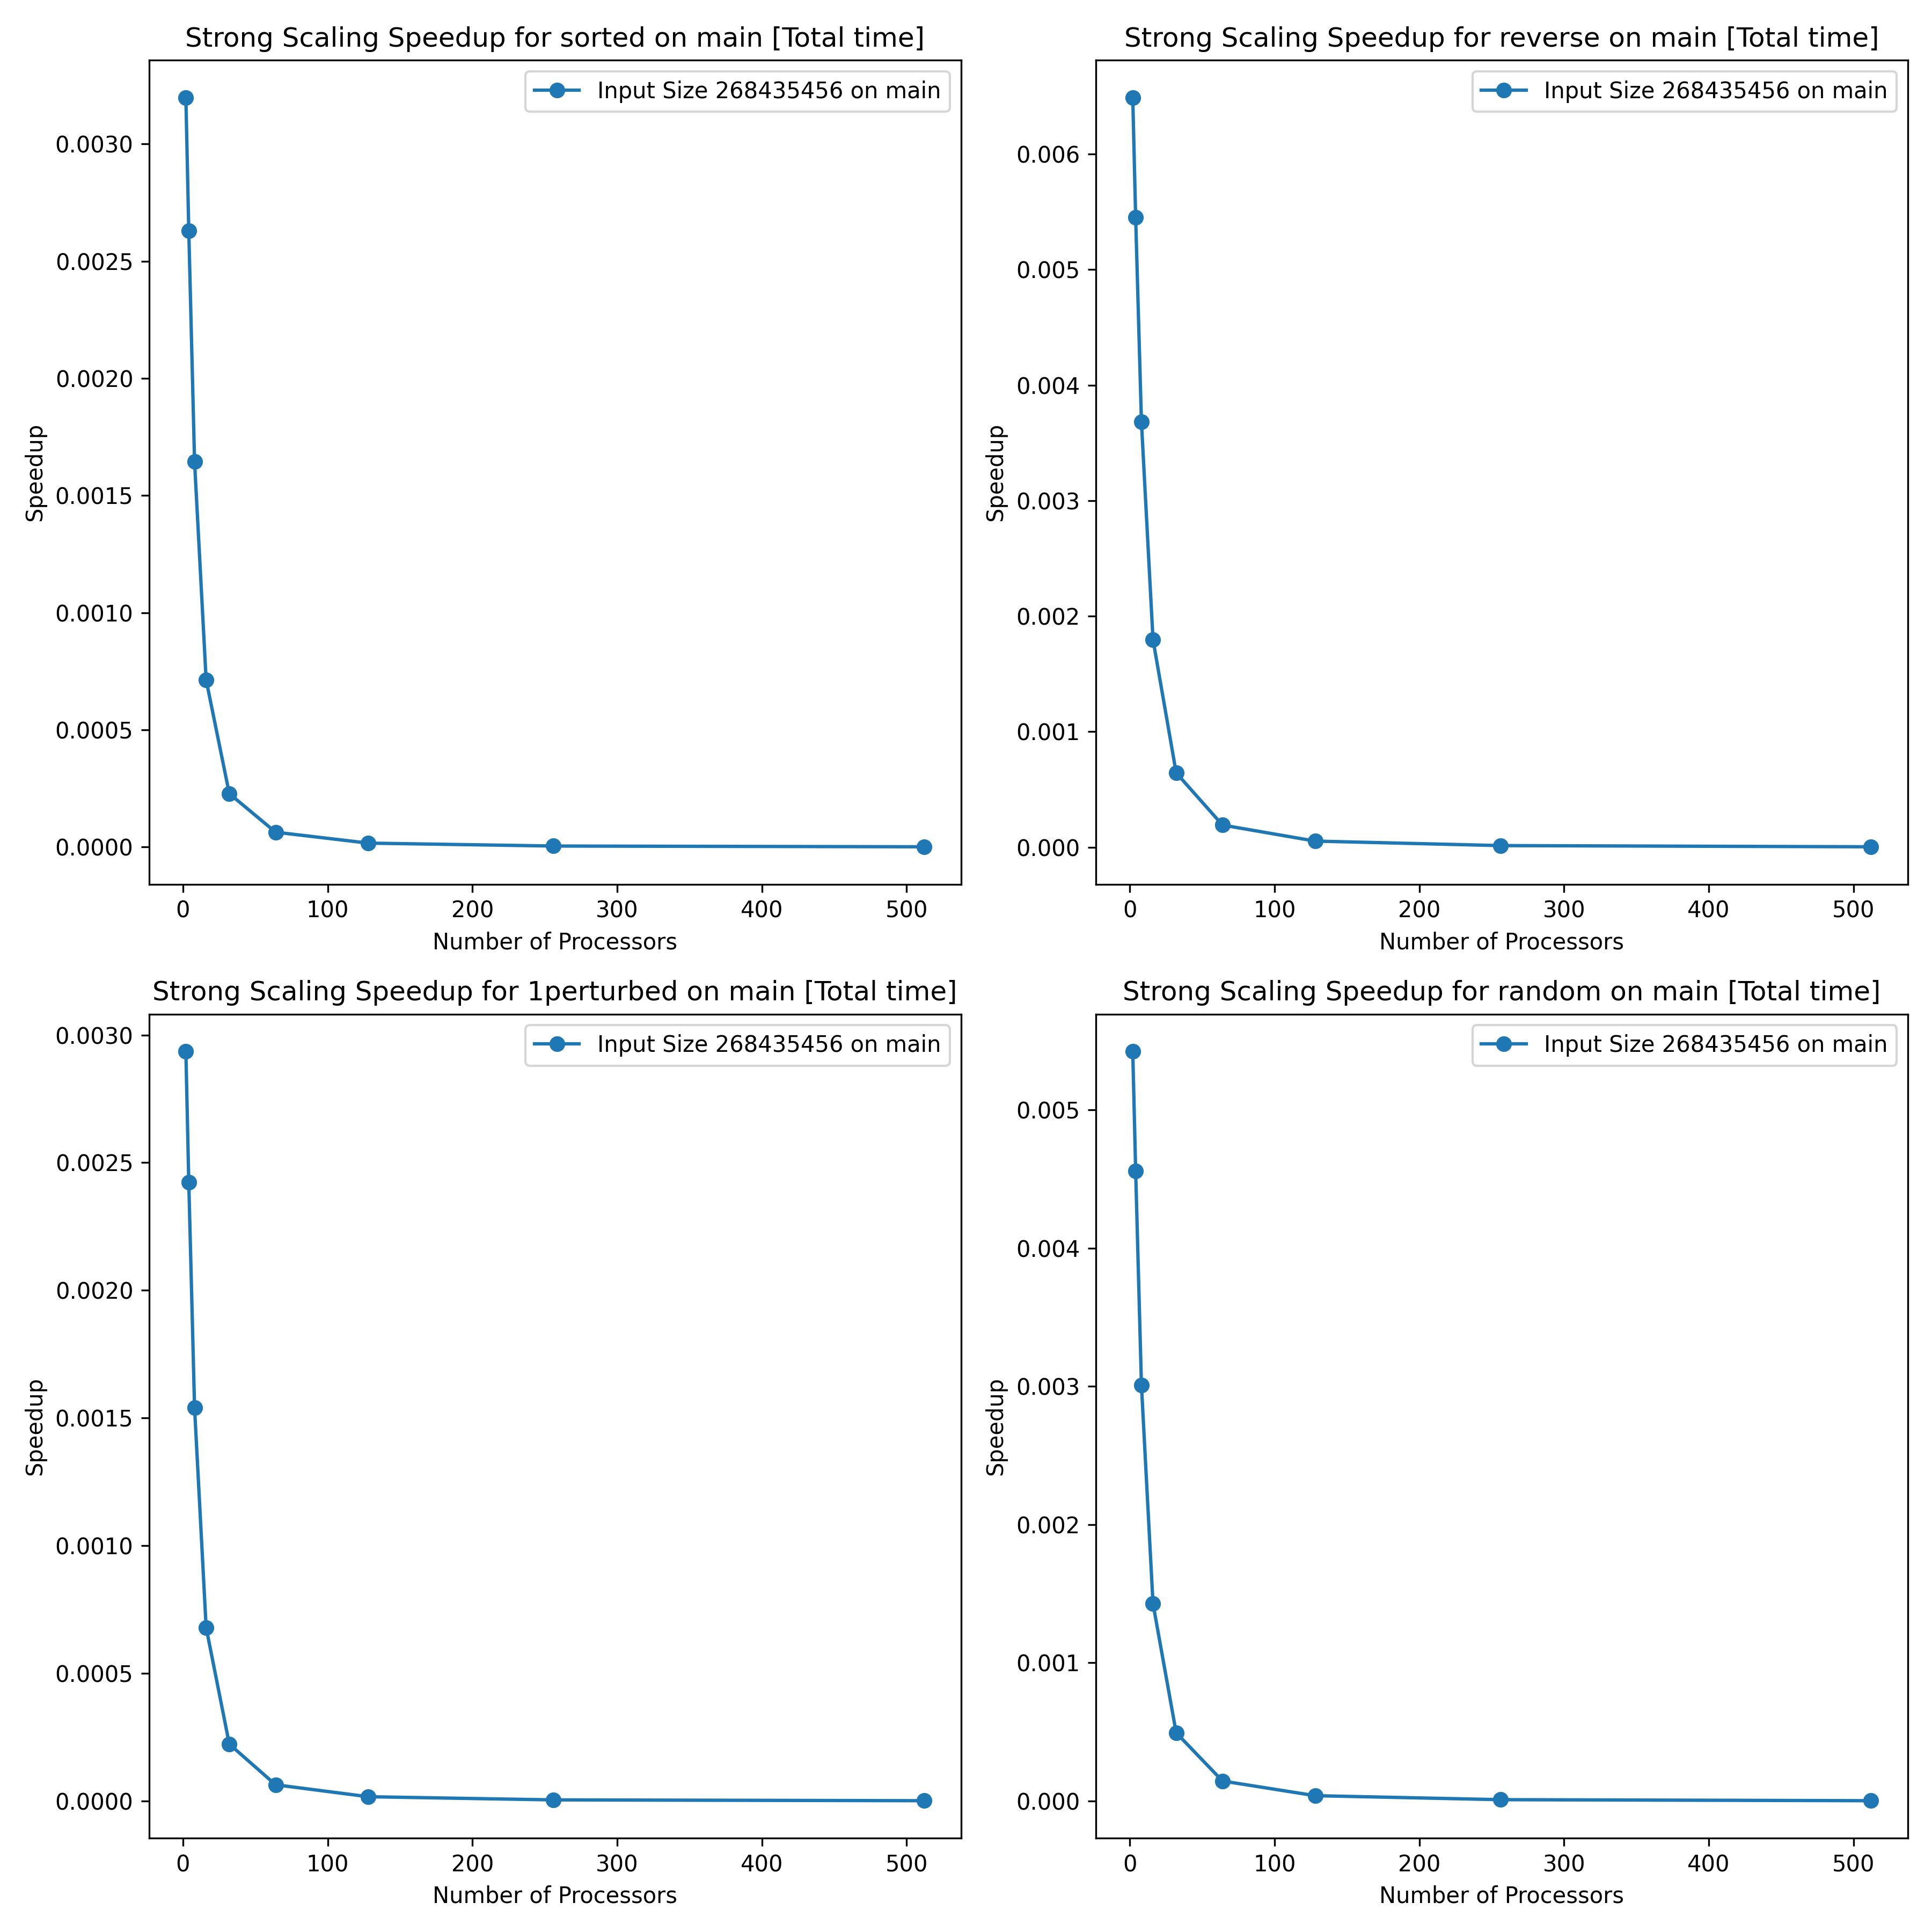 Strong Scaling Speedup for sorted on main [Total time]
Input Size 268435456 on main
0.0030
0.0025
0.0020
0.0015
0.0010
0.0005
0.0000
Speedup
0 100 200 300 400 500
Number of Processors
Strong Scaling Speedup for reverse on main [Total time]
Input Size 268435456 on main
0.006
0.005
0.004
0.003
0.002
0.001
0.000
Speedup
0 100 200 300 400 500
Number of Processors
Strong Scaling Speedup for 1perturbed on main [Total time]
Input Size 268435456 on main
0.0030
0.0025
0.0020
0.0015
0.0010
0.0005
0.0000
Speedup
0 100 200 300 400 500
Number of Processors
Strong Scaling Speedup for random on main [Total time]
Input Size 268435456 on main
0.005
0.004
0.003
0.002
0.001
0.000
Speedup
0 100 200 300 400 500
Number of Processors